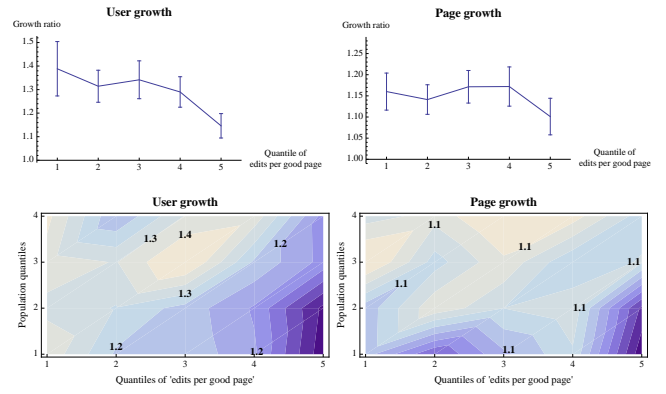 User growth
Growth ratio
1.5
1.4
1.3
1.2
1.1
1.0
1 2 3 4 5
Quantile of
edits per good page
Page growth
Growth ratio
1.25
1.20
1.15
1.10
1.05
1.00
1 2 3 4 5
Quantile of
edits per good page
User growth
Population quantiles
4
3
2
1
1.3 1.4 1.2
1.3
1.2 1.2
1 2 3 4 5
Quantiles of 'edits per good page'
Page growth
Population quantiles
4
3
2
1
1.1
1.1
1.1
1.1
1.1
1.1
1 2 3 4 5
Quantiles of 'edits per good page'